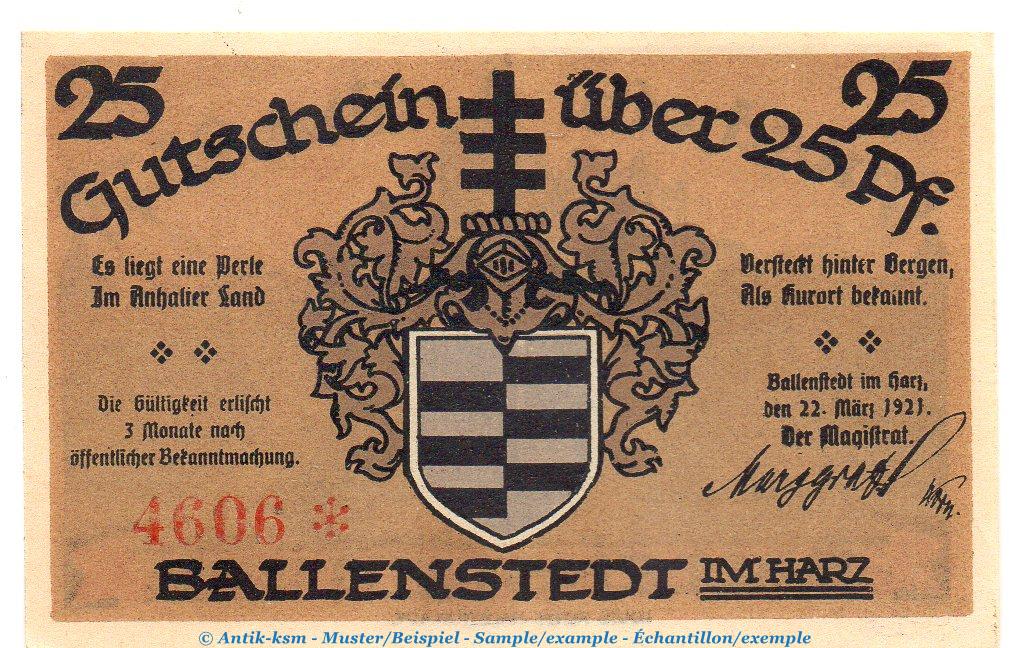 25
25
Gutschein über 25 Pf.
Es liegt eine Perle
Im Anhalter Land
Versteckt hinter Bergen,
Als Kurort bekannt.
Die Gültigkeit erlischt
3 Monate nach
öffentlicher Bekanntmachung.
Ballenstedt im Harz,
den 22. März 1921.
Der Magistrat.
4606 *
BALLENSTEDT IM HARZ
© Antik-ksm - Muster/Beispiel - Sample/example - Échantillon/exemple